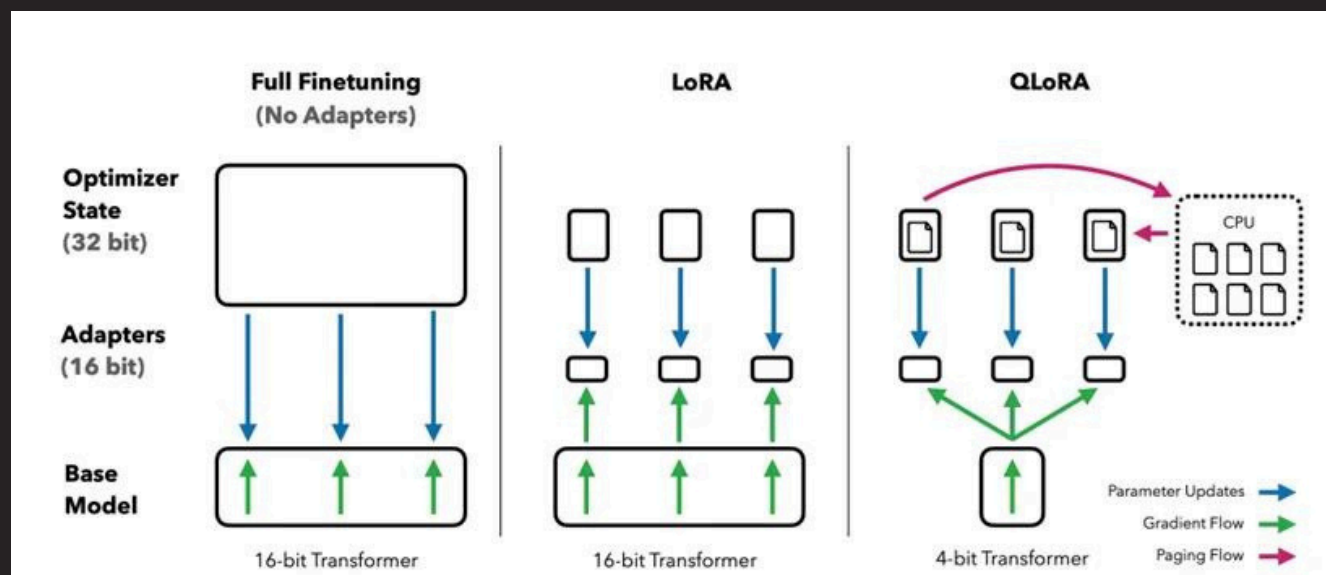 Full Finetuning
(No Adapters)
LoRA
QLoRA
Optimizer
State
(32 bit)
CPU
Adapters
(16 bit)
Base
Model
Parameter Updates
Gradient Flow
Paging Flow
16-bit Transformer
16-bit Transformer
4-bit Transformer